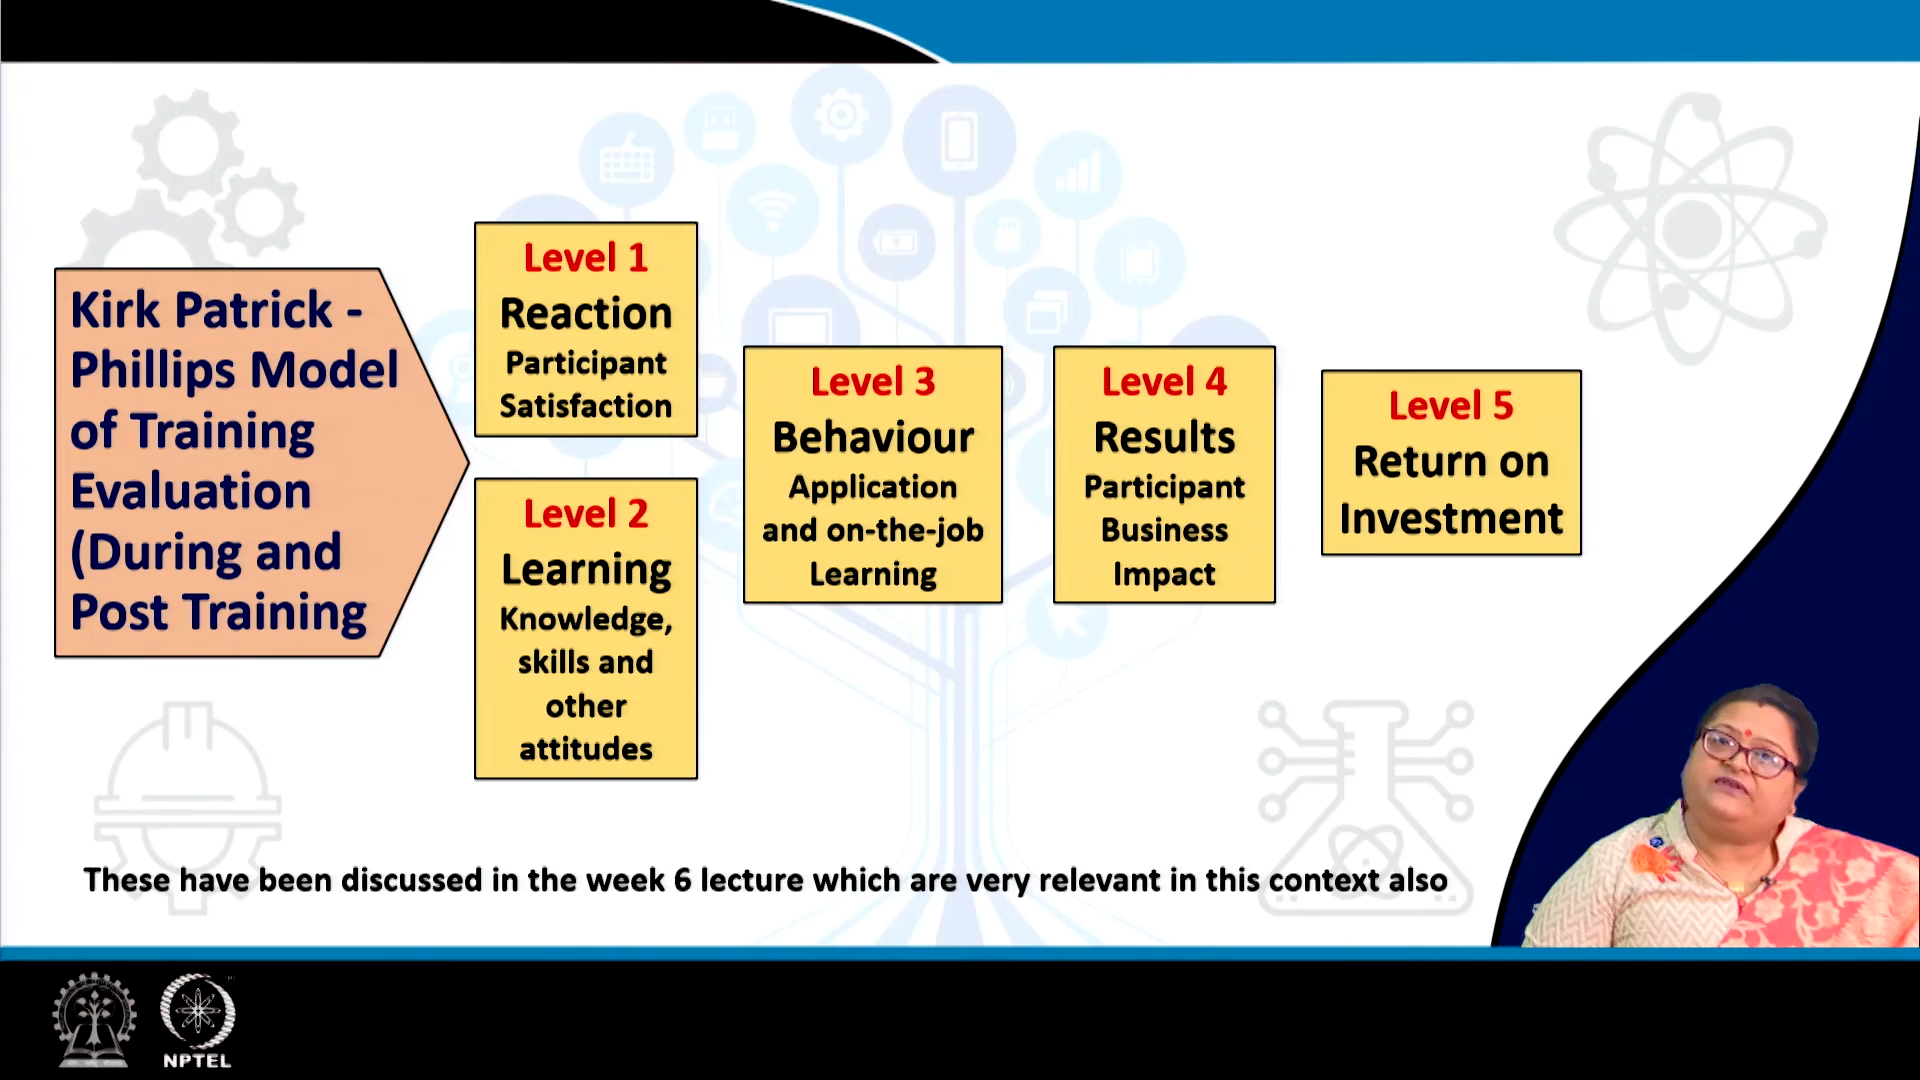 Kirk Patrick -
Phillips Model
of Training
Evaluation
(During and
Post Training
Level 1
Reaction
Participant
Satisfaction
Level 2
Learning
Knowledge,
skills and
other
attitudes
Level 3
Behaviour
Application
and on-the-job
Learning
Level 4
Results
Participant
Business
Impact
Level 5
Return on
Investment
These have been discussed in the week 6 lecture which are very relevant in this context also
NPTEL